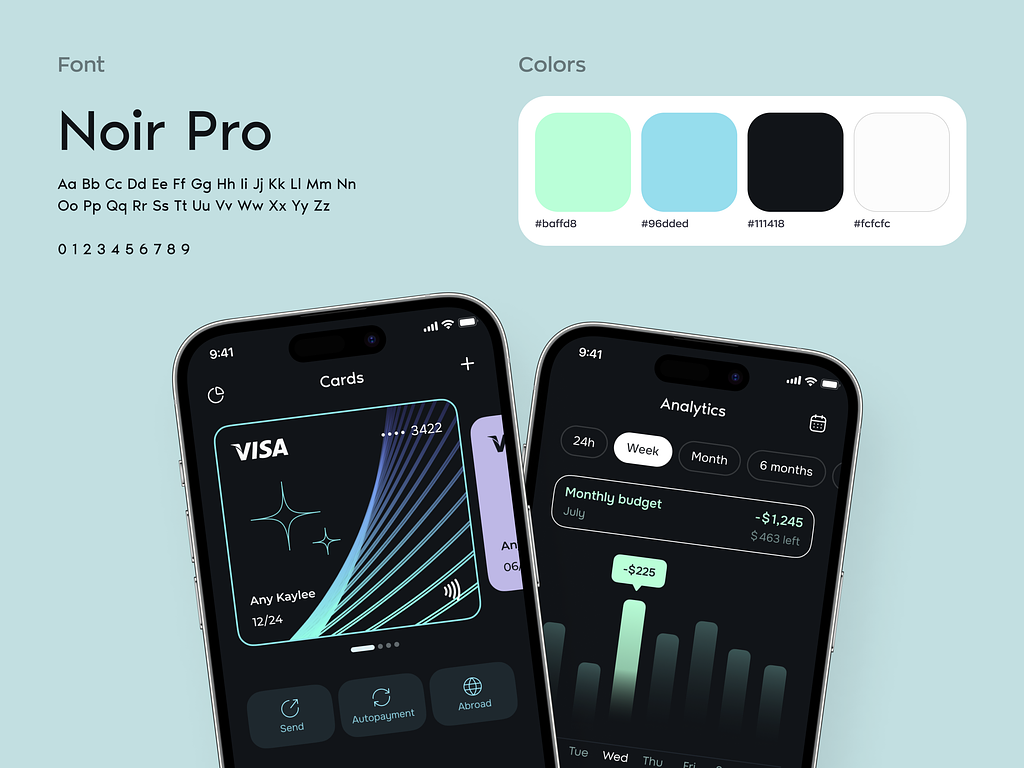 Font
Noir Pro
Aa Bb Cc Dd Ee Ff Gg Hh Ii Jj Kk Ll Mm Nn
Oo Pp Qq Rr Ss Tt Uu Vv Ww Xx Yy Zz
0 1 2 3 4 5 6 7 8 9
Colors
#baffd8 #96dded #111418 #fcfcfc
9:41
Cards
VISA
•••• 3422
Any Kaylee
12/24
An
06/
Send
Autopayment
Abroad
9:41
Analytics
24h Week Month 6 months
Monthly budget -$1,245
July $463 left
-$225
Tue Wed Thu Fri